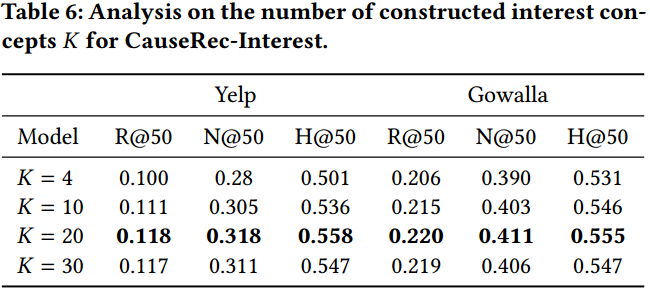 Table 6: Analysis on the number of constructed interest con-
cepts K for CauseRec-Interest.
Yelp Gowalla
Model R@50 N@50 H@50 R@50 N@50 H@50
K = 4 0.100 0.28 0.501 0.206 0.390 0.531
K = 10 0.111 0.305 0.536 0.215 0.403 0.546
K = 20 0.118 0.318 0.558 0.220 0.411 0.555
K = 30 0.117 0.311 0.547 0.219 0.406 0.547